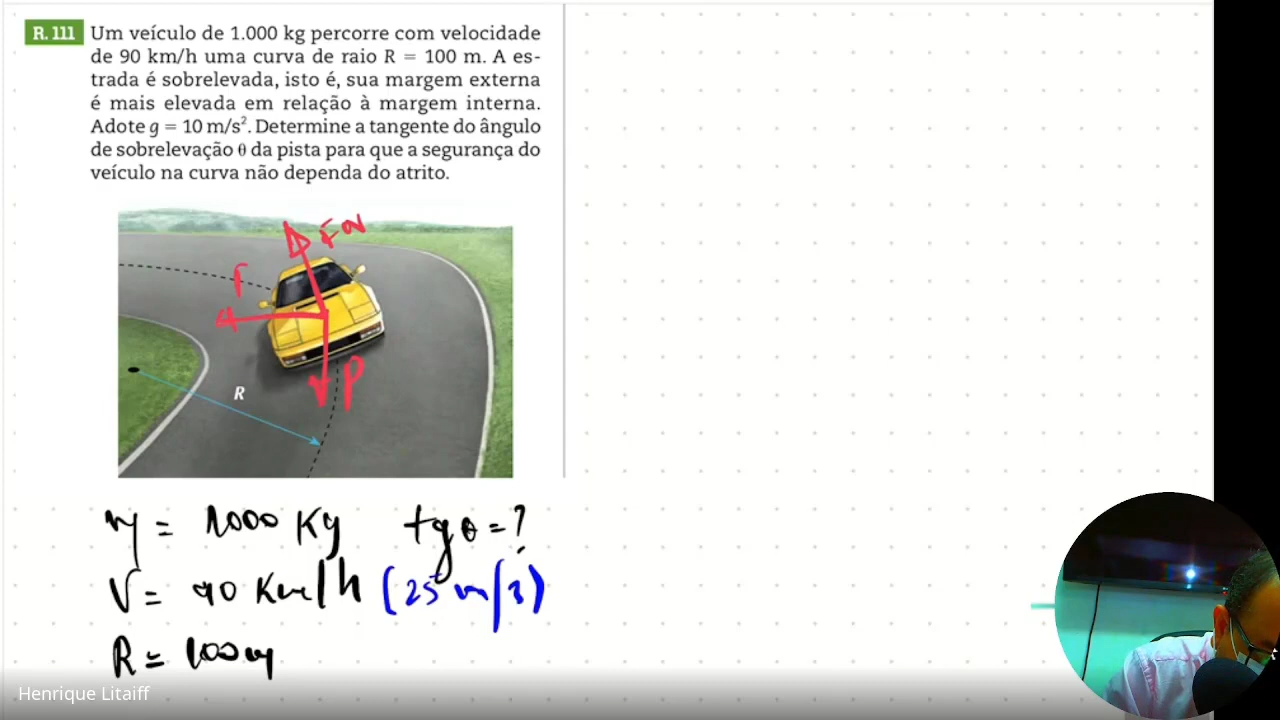 R. 111 Um veículo de 1.000 kg percorre com velocidade
de 90 km/h uma curva de raio R = 100 m. A es-
trada é sobrelevada, isto é, sua margem externa
é mais elevada em relação à margem interna.
Adote g = 10 m/s². Determine a tangente do ângulo
de sobrelevação θ da pista para que a segurança do
veículo na curva não dependa do atrito.
F
P
R
m = 1000 Kg tg θ = ?
V = 90 Km/h (25 m/s)
R = 100m
Henrique Litaiff